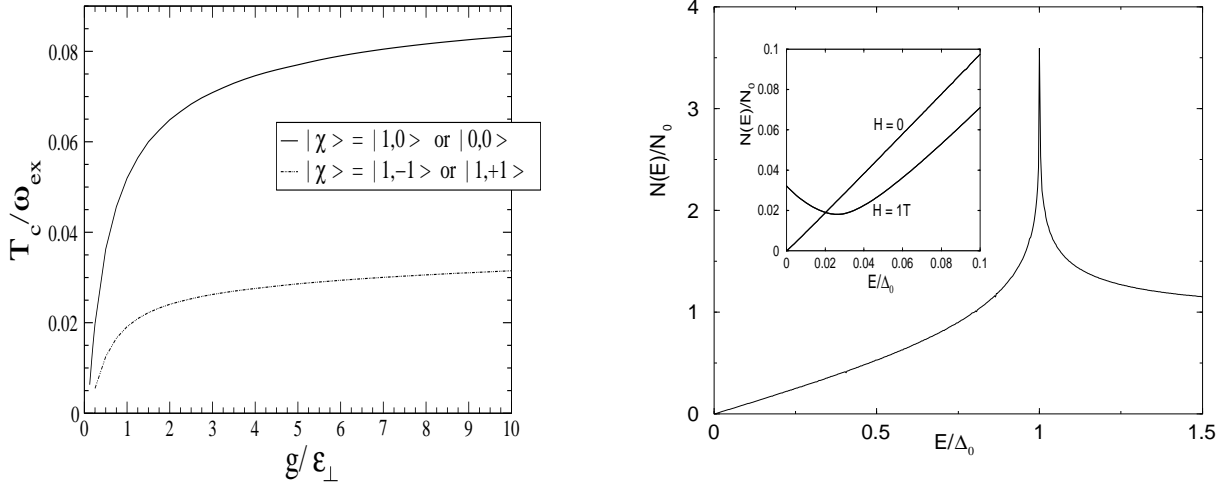 0.08
0.06
0.04
0.02
0
T_c/ω_ex
| χ > = | 1,0 > or | 0,0 >
| χ > = | 1,−1 > or | 1,+1 >
0 1 2 3 4 5 6 7 8 9 10
g/ε_⊥
4
3
2
1
0
N(E)/N_0
0.1
0.08
0.06
0.04
0.02
0
N(E)/N_0
H = 0
H = 1T
0 0.02 0.04 0.06 0.08 0.1
E/Δ_0
0 0.5 1 1.5
E/Δ_0